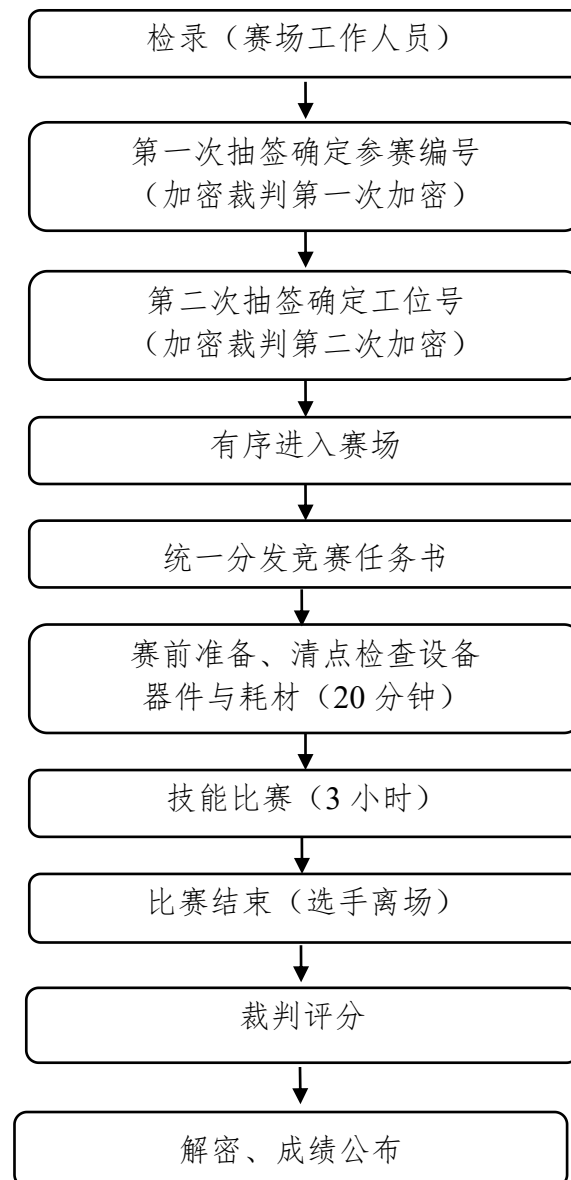 检录（赛场工作人员）
第一次抽签确定参赛编号
（加密裁判第一次加密）
第二次抽签确定工位号
（加密裁判第二次加密）
有序进入赛场
统一分发竞赛任务书
赛前准备、清点检查设备
器件与耗材（20 分钟）
技能比赛（3 小时）
比赛结束（选手离场）
裁判评分
解密、成绩公布